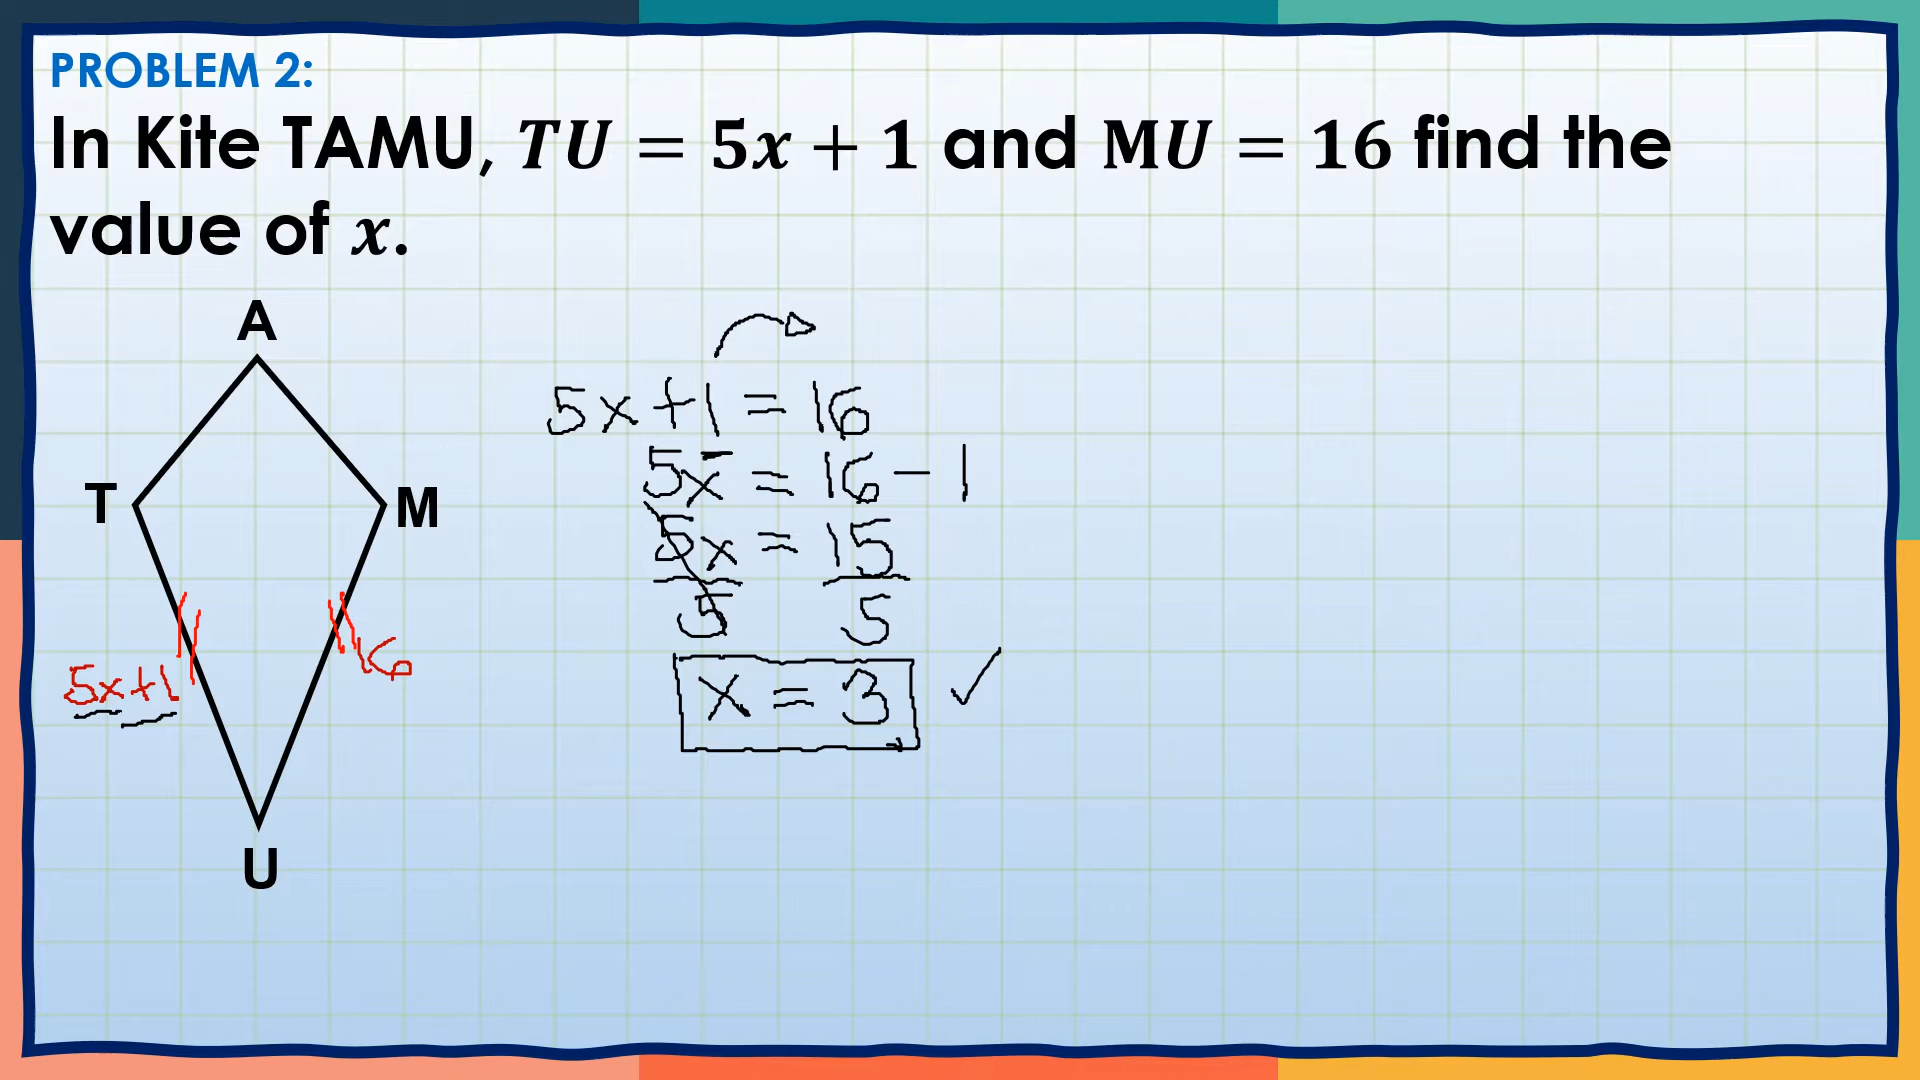 PROBLEM 2:
In Kite TAMU, TU = 5x + 1 and MU = 16 find the
value of x.
A
T
M
U
5x+1
16
5x+1 = 16
5x = 16 - 1
5x = 15
5 5
x = 3